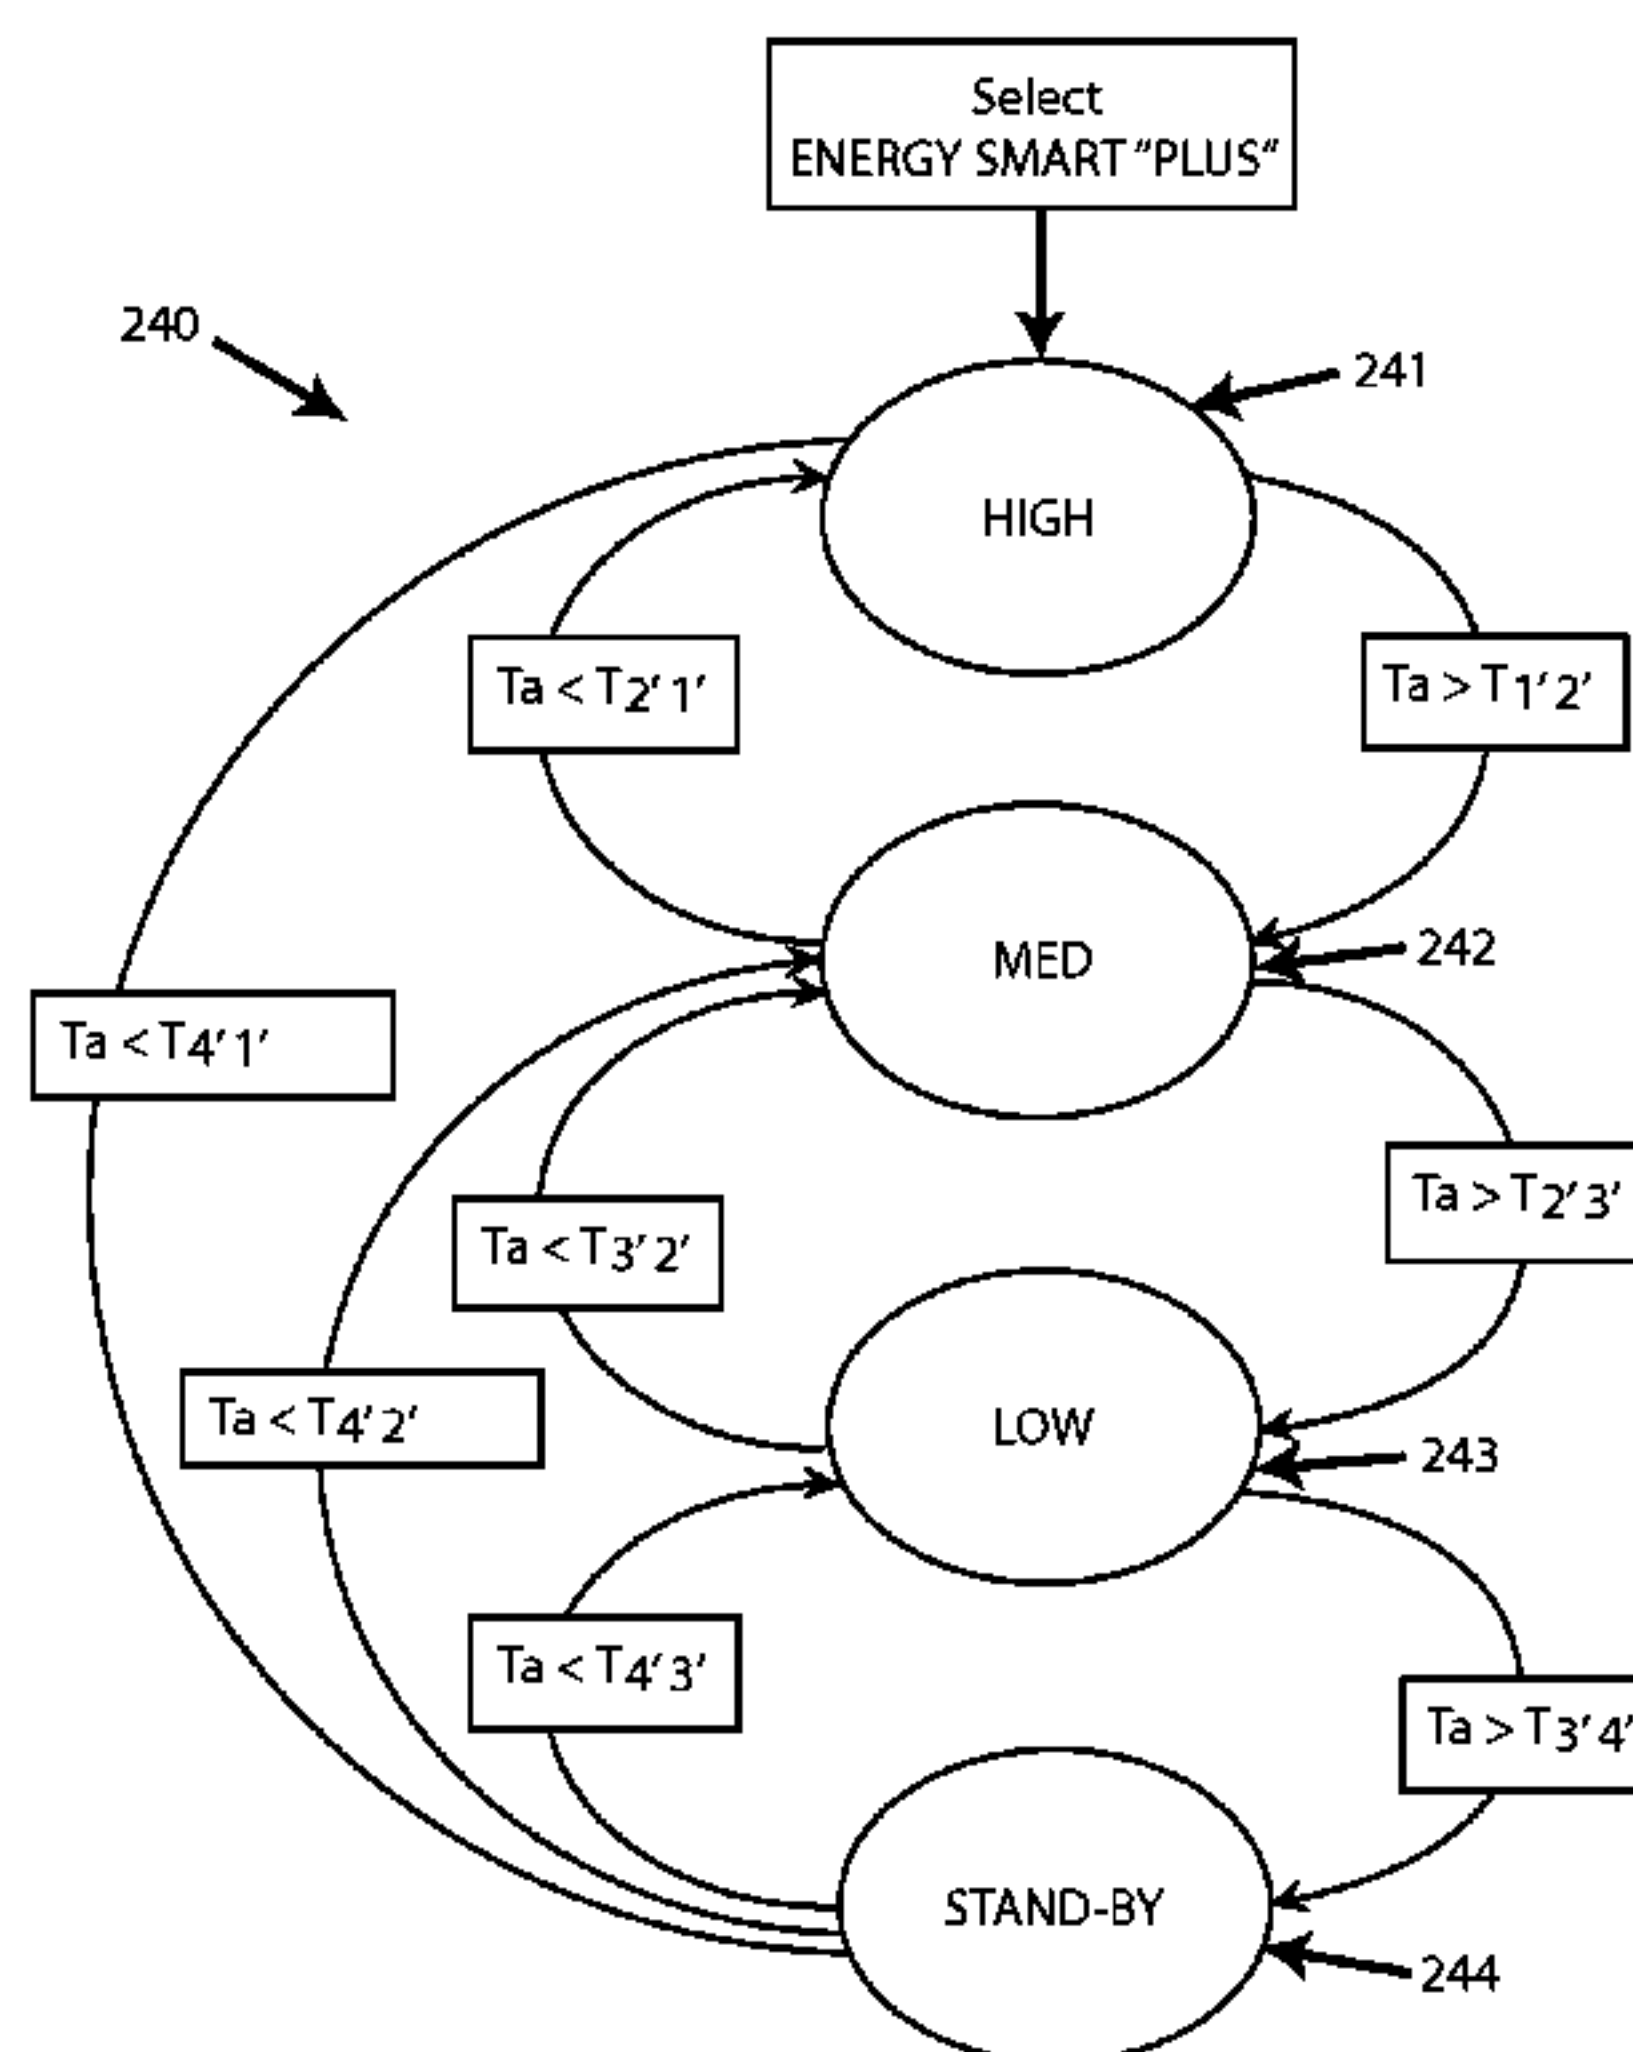 Select
ENERGY SMART "PLUS"
240
241
HIGH
Ta < T2'1'
Ta > T1'2'
MED
242
Ta < T4'1'
Ta > T2'3'
Ta < T3'2'
Ta < T4'2'
LOW
243
Ta < T4'3'
Ta > T3'4'
STAND-BY
244